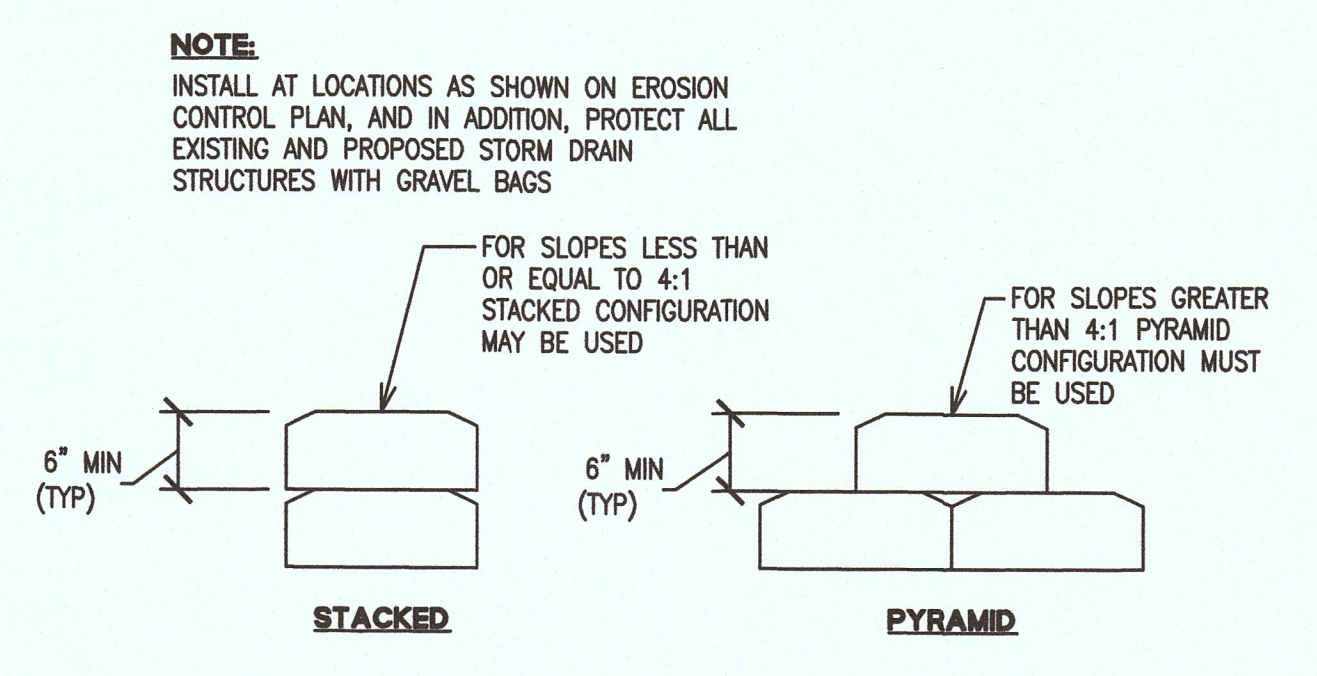 NOTE:
INSTALL AT LOCATIONS AS SHOWN ON EROSION
CONTROL PLAN, AND IN ADDITION, PROTECT ALL
EXISTING AND PROPOSED STORM DRAIN
STRUCTURES WITH GRAVEL BAGS
FOR SLOPES LESS THAN
OR EQUAL TO 4:1
STACKED CONFIGURATION
MAY BE USED
FOR SLOPES GREATER
THAN 4:1 PYRAMID
CONFIGURATION MUST
BE USED
6" MIN
(TYP)
6" MIN
(TYP)
STACKED
PYRAMID